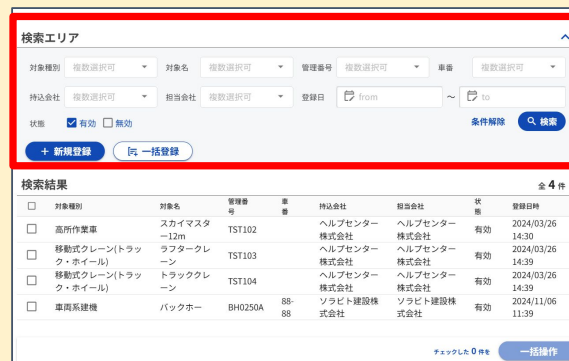 検索エリア
対象種別 複数選択可 対象名 複数選択可 管理番号 複数選択可 車番 複数選択可
持込会社 複数選択可 担当会社 複数選択可 登録日 from ～ to
状態 有効 無効 条件解除 検索
+ 新規登録 一括登録
検索結果 全 4 件
対象種別 対象名 管理番号 車番 持込会社 担当会社 状態 登録日時
高所作業車 スカイマスター12m TST102 ヘルプセンター株式会社 ヘルプセンター株式会社 有効 2024/03/26 14:30
移動式クレーン(トラック・ホイール) ラフタークレーン TST103 ヘルプセンター株式会社 ヘルプセンター株式会社 有効 2024/03/26 14:39
移動式クレーン(トラック・ホイール) トラッククレーン TST104 ヘルプセンター株式会社 ヘルプセンター株式会社 有効 2024/03/26 14:39
車両系建機 バックホー BH0250A 88-88 ソラビト建設株式会社 ソラビト建設株式会社 有効 2024/11/06 11:39
チェックした 0 件を 一括操作